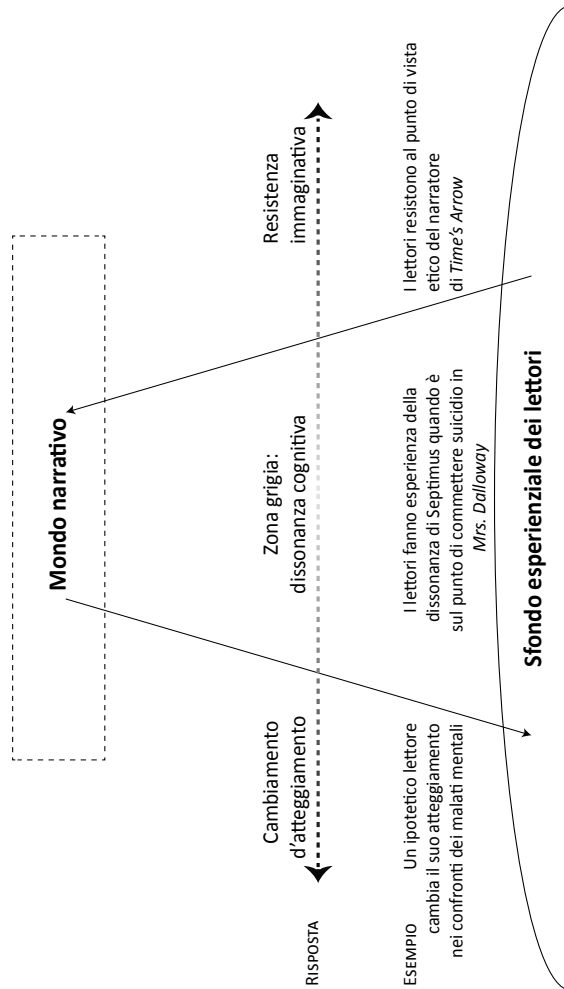 Mondo narrativo
RISPOSTA
Cambiamento
d’atteggiamento
Zona grigia:
dissonanza cognitiva
Resistenza
immaginativa
ESEMPIO
Un ipotetico lettore
cambia il suo atteggiamento
nei confronti dei malati mentali
I lettori fanno esperienza della
dissonanza di Septimus quando è
sul punto di commettere suicidio in
Mrs. Dalloway
I lettori resistono al punto di vista
etico del narratore
di Time’s Arrow
Sfondo esperienziale dei lettori